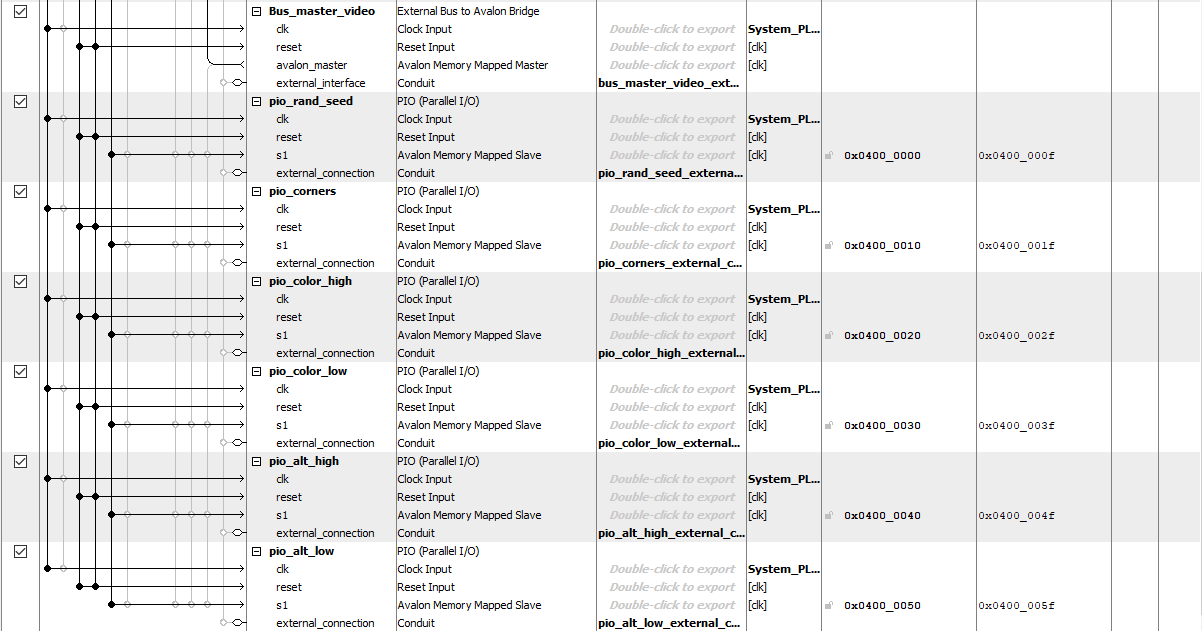 Bus_master_video External Bus to Avalon Bridge
clk Clock Input Double-click to export System_PL...
reset Reset Input Double-click to export [clk]
avalon_master Avalon Memory Mapped Master Double-click to export [clk]
external_interface Conduit bus_master_video_ext...
pio_rand_seed PIO (Parallel I/O)
clk Clock Input Double-click to export System_PL...
reset Reset Input Double-click to export [clk]
s1 Avalon Memory Mapped Slave Double-click to export [clk] 0x0400_0000 0x0400_000f
external_connection Conduit pio_rand_seed_externa...
pio_corners PIO (Parallel I/O)
clk Clock Input Double-click to export System_PL...
reset Reset Input Double-click to export [clk]
s1 Avalon Memory Mapped Slave Double-click to export [clk] 0x0400_0010 0x0400_001f
external_connection Conduit pio_corners_external_c...
pio_color_high PIO (Parallel I/O)
clk Clock Input Double-click to export System_PL...
reset Reset Input Double-click to export [clk]
s1 Avalon Memory Mapped Slave Double-click to export [clk] 0x0400_0020 0x0400_002f
external_connection Conduit pio_color_high_external...
pio_color_low PIO (Parallel I/O)
clk Clock Input Double-click to export System_PL...
reset Reset Input Double-click to export [clk]
s1 Avalon Memory Mapped Slave Double-click to export [clk] 0x0400_0030 0x0400_003f
external_connection Conduit pio_color_low_external...
pio_alt_high PIO (Parallel I/O)
clk Clock Input Double-click to export System_PL...
reset Reset Input Double-click to export [clk]
s1 Avalon Memory Mapped Slave Double-click to export [clk] 0x0400_0040 0x0400_004f
external_connection Conduit pio_alt_high_external_c...
pio_alt_low PIO (Parallel I/O)
clk Clock Input Double-click to export System_PL...
reset Reset Input Double-click to export [clk]
s1 Avalon Memory Mapped Slave Double-click to export [clk] 0x0400_0050 0x0400_005f
external_connection Conduit pio_alt_low_external_c...